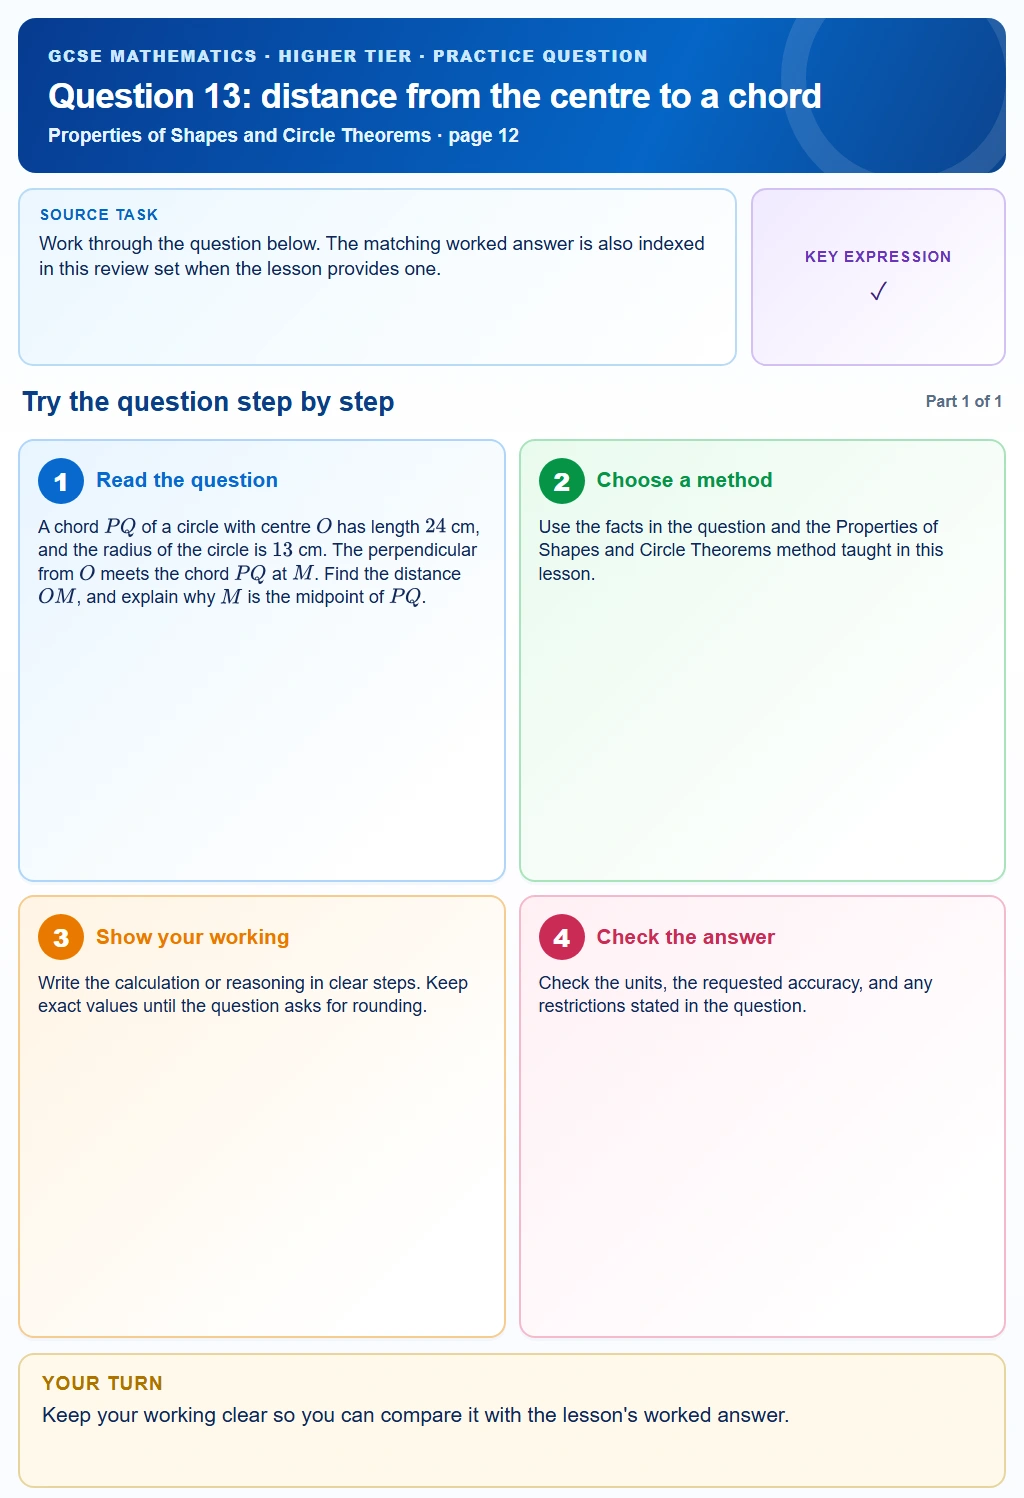 GCSE MATHEMATICS · HIGHER TIER · PRACTICE QUESTION
Question 13: distance from the centre to a chord
Properties of Shapes and Circle Theorems · page 12
SOURCE TASK
Work through the question below. The matching worked answer is also indexed
in this review set when the lesson provides one.
KEY EXPRESSION
✓
Try the question step by step
Part 1 of 1
1 Read the question
A chord PQ of a circle with centre O has length 24 cm,
and the radius of the circle is 13 cm. The perpendicular
from O meets the chord PQ at M. Find the distance
OM, and explain why M is the midpoint of PQ.
2 Choose a method
Use the facts in the question and the Properties of
Shapes and Circle Theorems method taught in this
lesson.
3 Show your working
Write the calculation or reasoning in clear steps. Keep
exact values until the question asks for rounding.
4 Check the answer
Check the units, the requested accuracy, and any
restrictions stated in the question.
YOUR TURN
Keep your working clear so you can compare it with the lesson's worked answer.